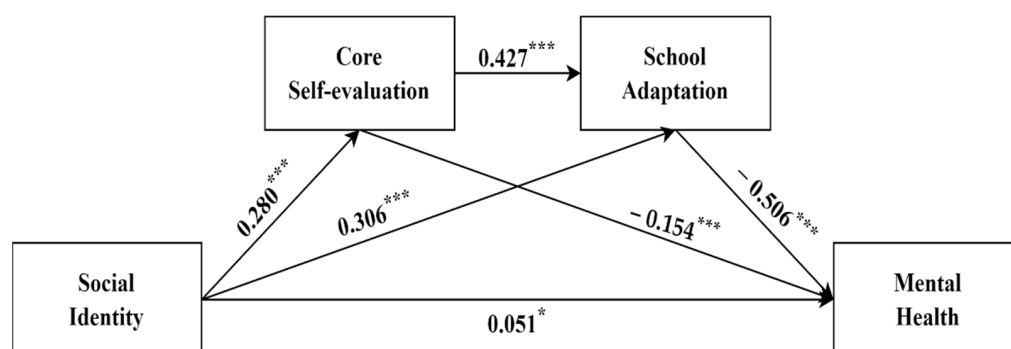 Core
Self-evaluation
0.427***
School
Adaptation
0.280***
0.306***
−0.154***
−0.506***
Social
Identity
0.051*
Mental
Health